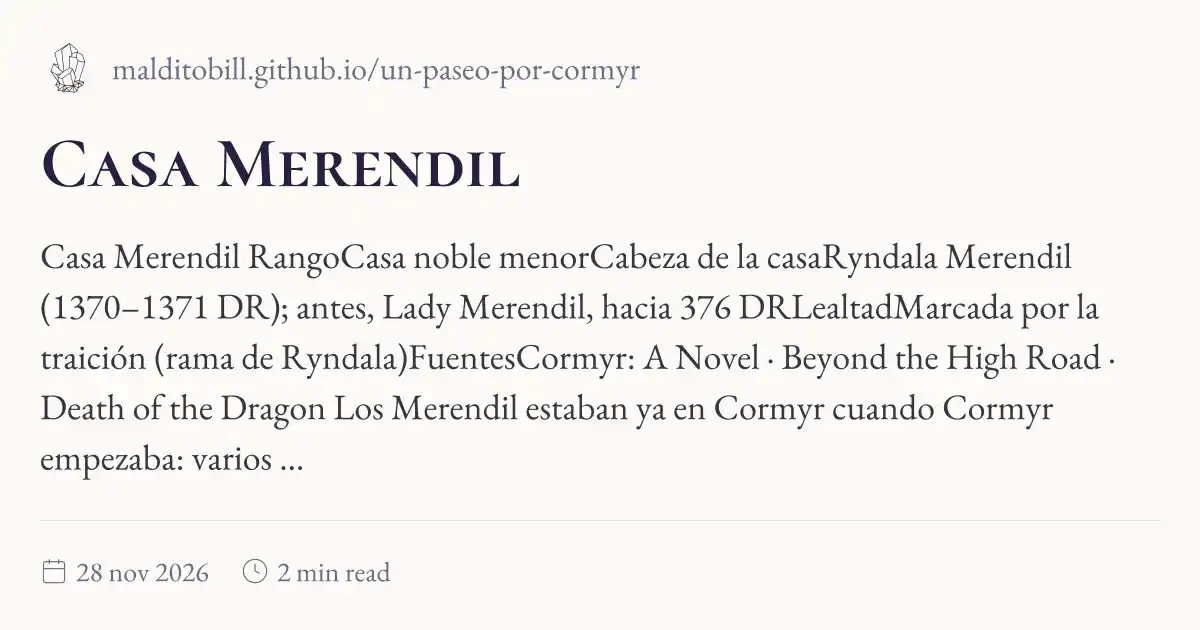 malditobill.github.io/un-paseo-por-cormyr
Casa Merendil
Casa Merendil RangoCasa noble menorCabeza de la casaRyndala Merendil
(1370–1371 DR); antes, Lady Merendil, hacia 376 DRLealtadMarcada por la
traición (rama de Ryndala)FuentesCormyr: A Novel · Beyond the High Road ·
Death of the Dragon Los Merendil estaban ya en Cormyr cuando Cormyr
empezaba: varios ...
28 nov 2026 2 min read